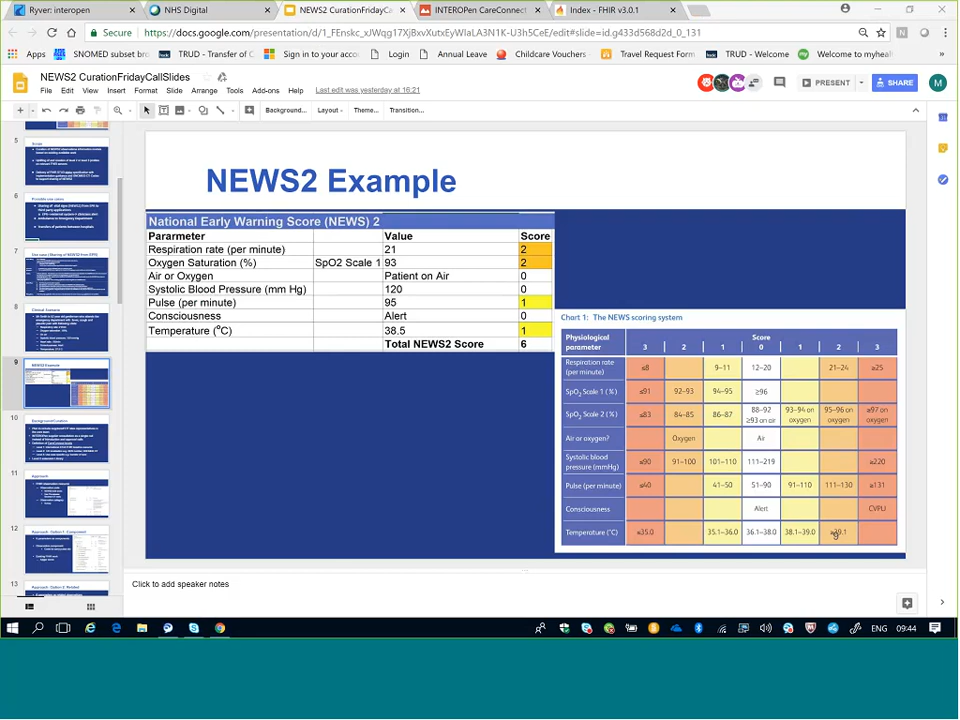 Ryver: interopen
NHS Digital
NEWS2 CurationFridayCa
INTEROPen CareConnect
Index - FHIR v3.0.1
Secure
Apps
SNOMED subset bro
TRUD - Transfer of C
Sign in to your acco
Login
Annual Leave
Childcare Vouchers
Travel Request Form
TRUD - Welcome
Welcome to myheal
NEWS2 CurationFridayCallSlides
File Edit View Insert Format Slide Arrange Tools Add-ons Help Last edit was yesterday at 16:21
PRESENT
SHARE
M
Background...
Layout
Theme...
Transition...
5
6
7
8
9
10
11
12
13
NEWS2 Example
National Early Warning Score (NEWS) 2
Parameter Value Score
Respiration rate (per minute) 21 2
Oxygen Saturation (%) SpO2 Scale 1 93 2
Air or Oxygen Patient on Air 0
Systolic Blood Pressure (mm Hg) 120 0
Pulse (per minute) 95 1
Consciousness Alert 0
Temperature (°C) 38.5 1
Total NEWS2 Score 6
Chart 1: The NEWS scoring system
Physiological parameter Score
3 2 1 0 1 2 3
Respiration rate (per minute) ≤8 9–11 12–20 21–24 ≥25
SpO₂ Scale 1 (%) ≤91 92–93 94–95 ≥96
SpO₂ Scale 2 (%) ≤83 84–85 86–87 88–92 ≥93 on air 93–94 on oxygen 95–96 on oxygen ≥97 on oxygen
Air or oxygen? Oxygen Air
Systolic blood pressure (mmHg) ≤90 91–100 101–110 111–219 ≥220
Pulse (per minute) ≤40 41–50 51–90 91–110 111–130 ≥131
Consciousness Alert CVPU
Temperature (°C) ≤35.0 35.1–36.0 36.1–38.0 38.1–39.0 ≥39.1
Click to add speaker notes
ENG 09:44